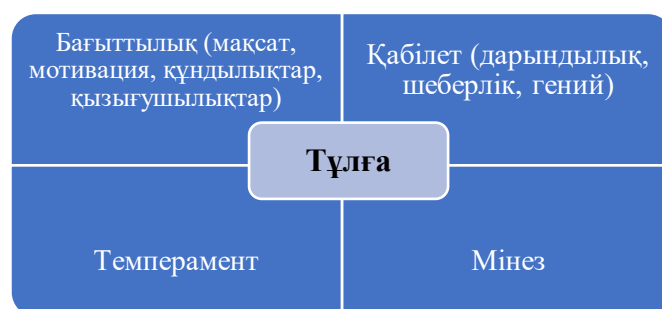 Бағыттылық (мақсат,
мотивация, құндылықтар,
қызығушылықтар)
Қабілет (дарындылық,
шеберлік, гений)
Тұлға
Темперамент
Мінез